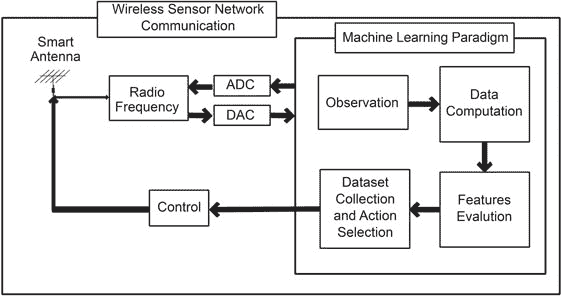 Wireless Sensor Network
Communication
Smart
Antenna
Machine Learning Paradigm
Radio
Frequency
ADC
DAC
Observation
Data
Computation
Control
Dataset
Collection
and Action
Selection
Features
Evalution